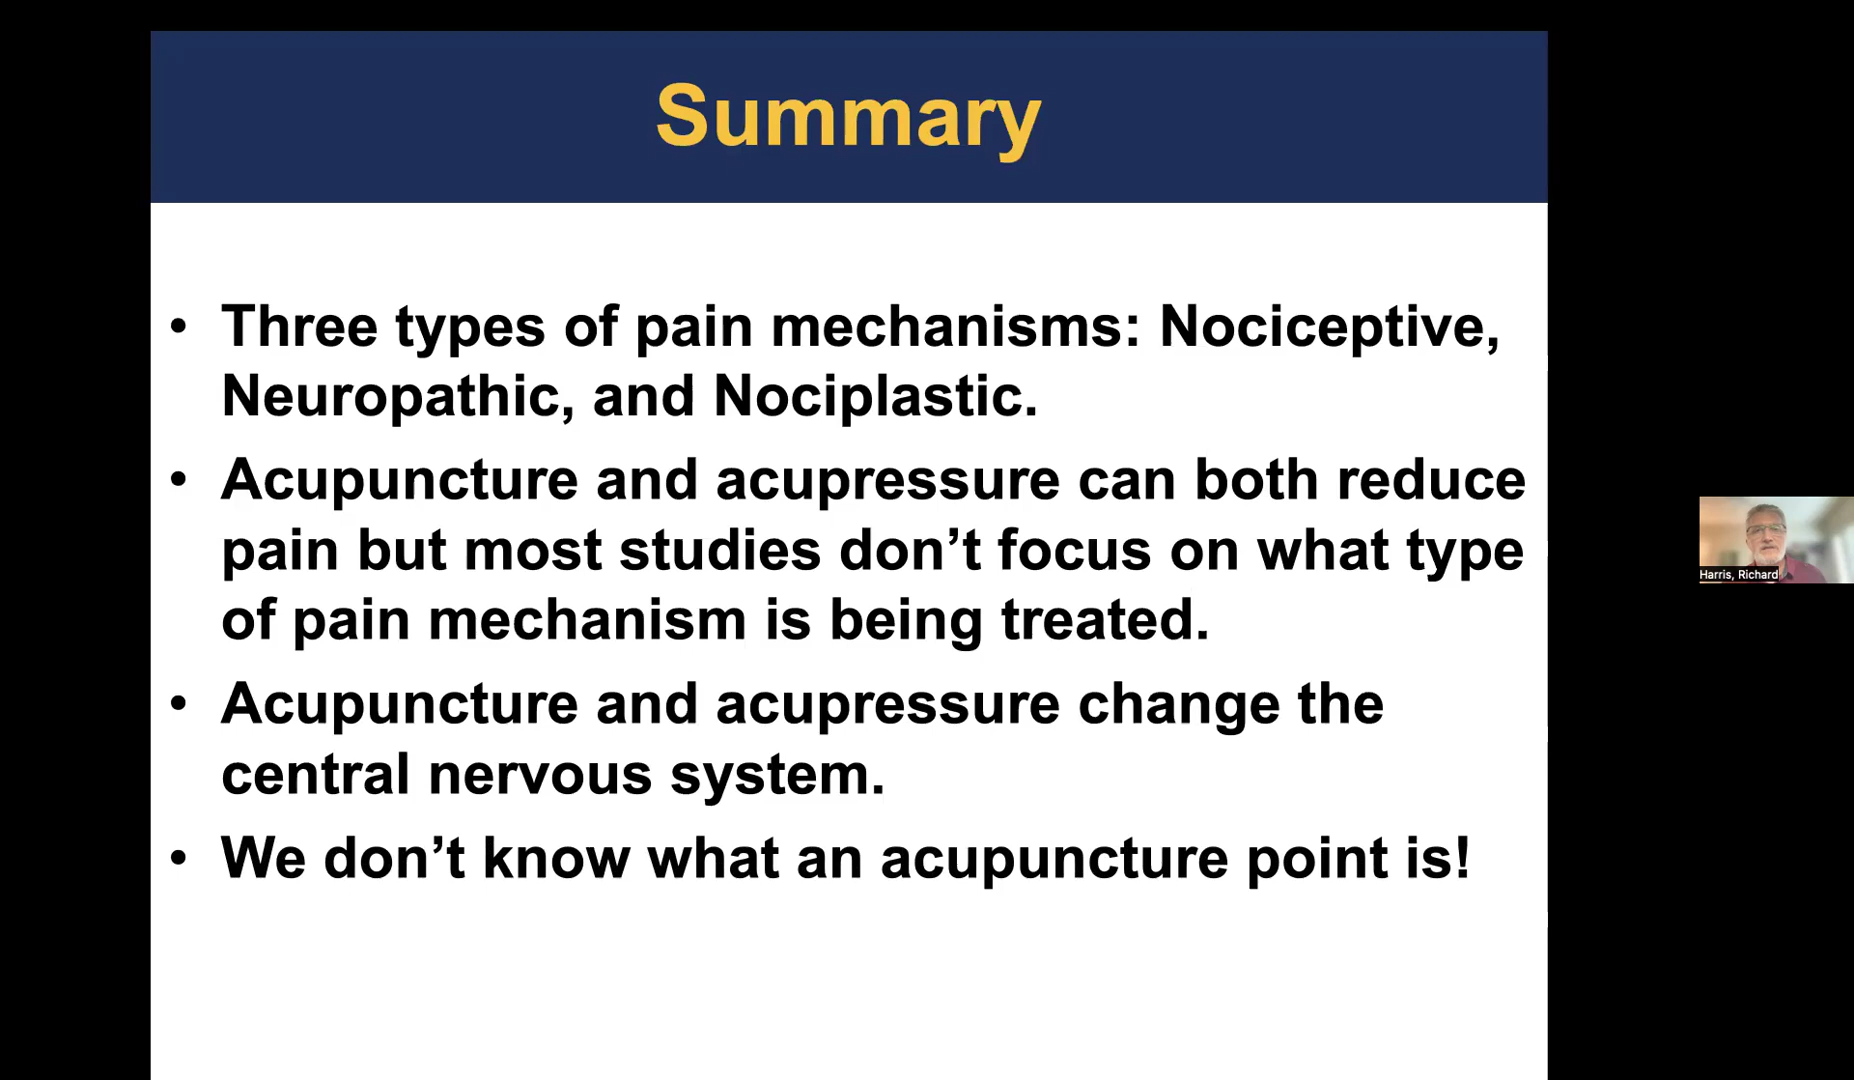 Summary
• Three types of pain mechanisms: Nociceptive,
Neuropathic, and Nociplastic.
• Acupuncture and acupressure can both reduce
pain but most studies don’t focus on what type
of pain mechanism is being treated.
• Acupuncture and acupressure change the
central nervous system.
• We don’t know what an acupuncture point is!
Harris, Richard